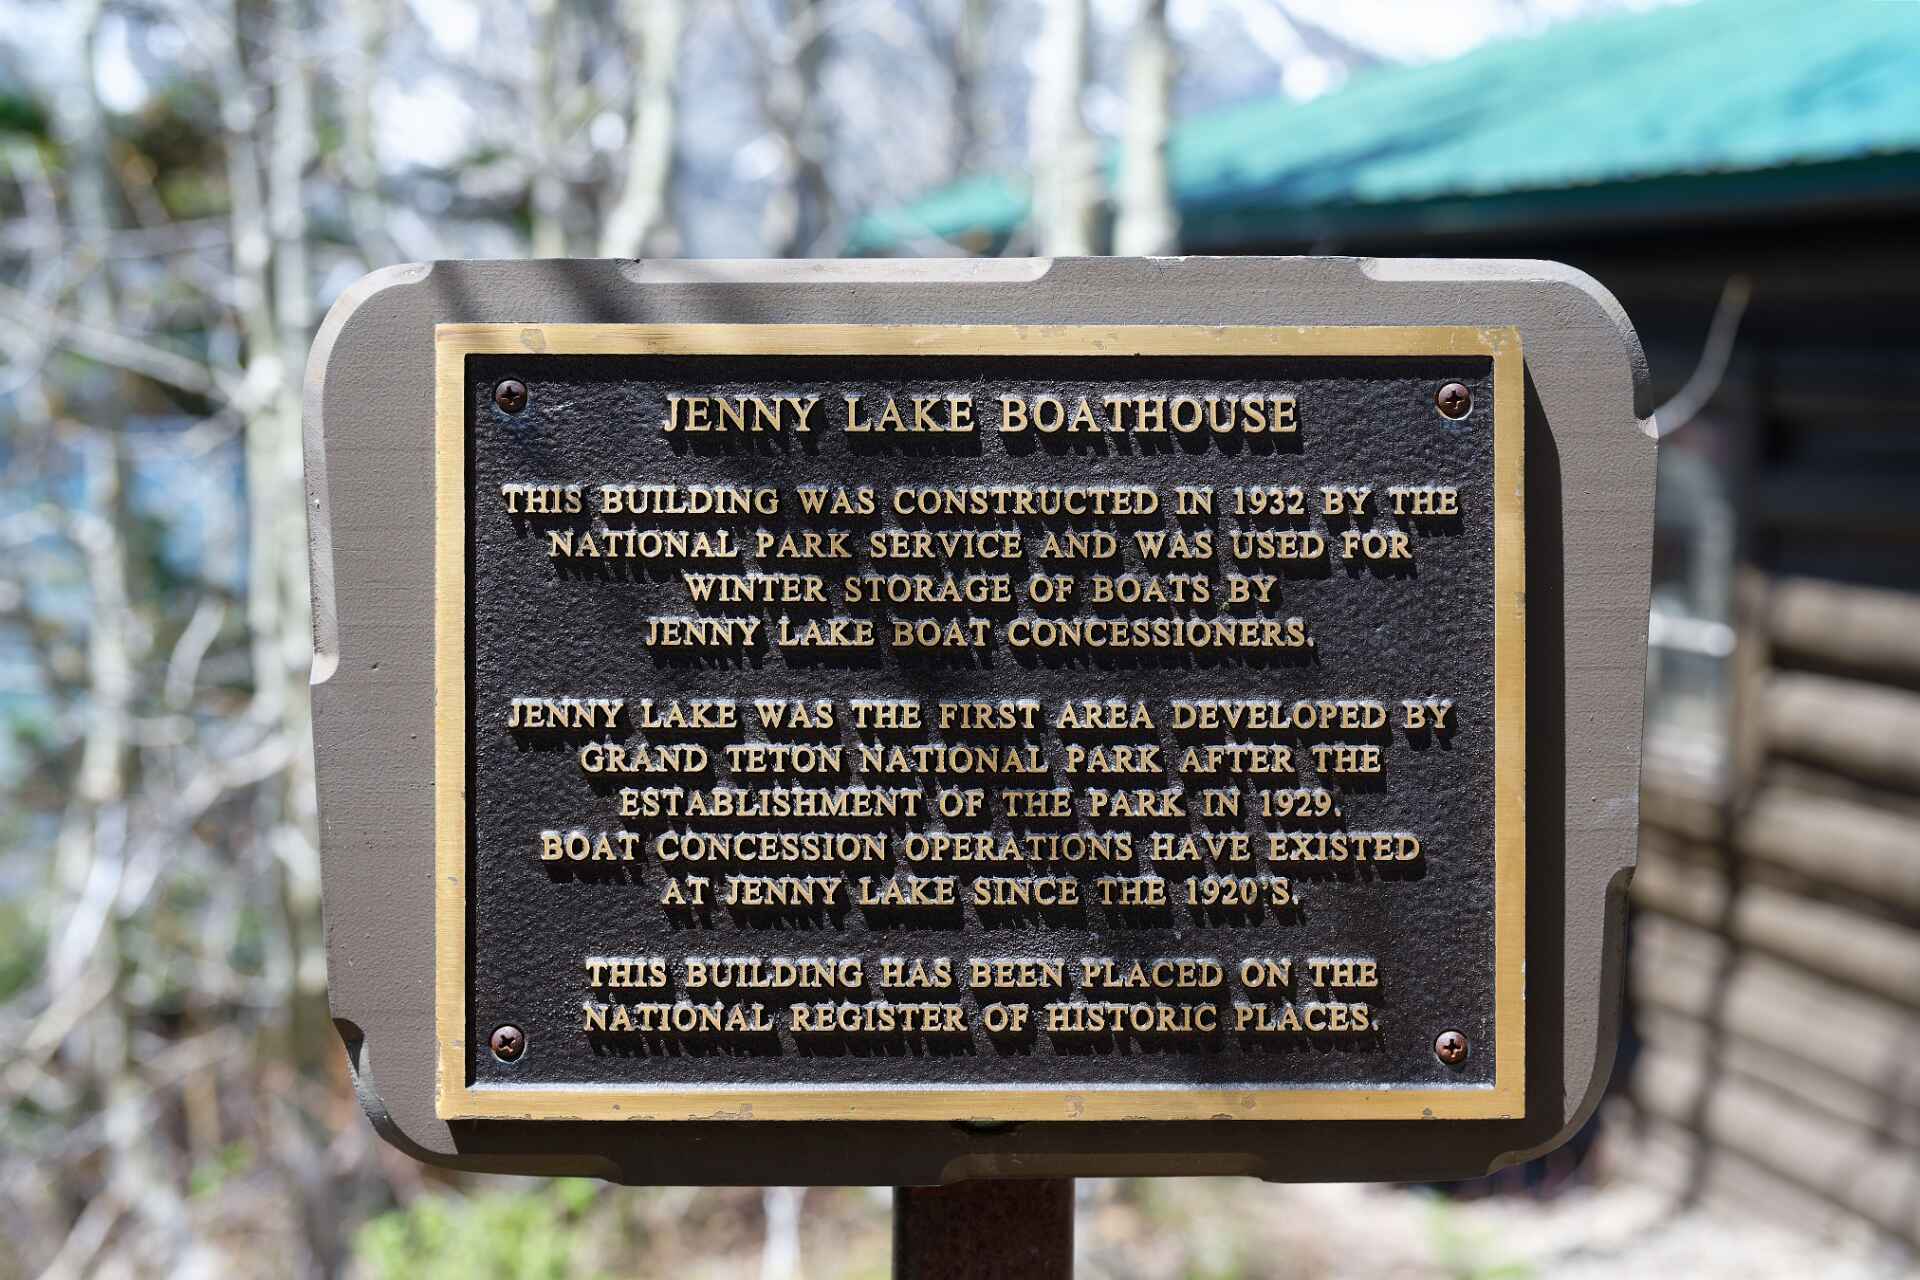 JENNY LAKE BOATHOUSE
THIS BUILDING WAS CONSTRUCTED IN 1932 BY THE
NATIONAL PARK SERVICE AND WAS USED FOR
WINTER STORAGE OF BOATS BY
JENNY LAKE BOAT CONCESSIONERS.
JENNY LAKE WAS THE FIRST AREA DEVELOPED BY
GRAND TETON NATIONAL PARK AFTER THE
ESTABLISHMENT OF THE PARK IN 1929.
BOAT CONCESSION OPERATIONS HAVE EXISTED
AT JENNY LAKE SINCE THE 1920'S.
THIS BUILDING HAS BEEN PLACED ON THE
NATIONAL REGISTER OF HISTORIC PLACES.